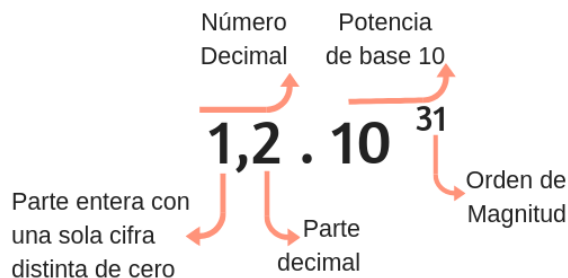 Número
Decimal
Potencia
de base 10
1,2 . 10 31
Parte entera con
una sola cifra
distinta de cero
Parte
decimal
Orden de
Magnitud